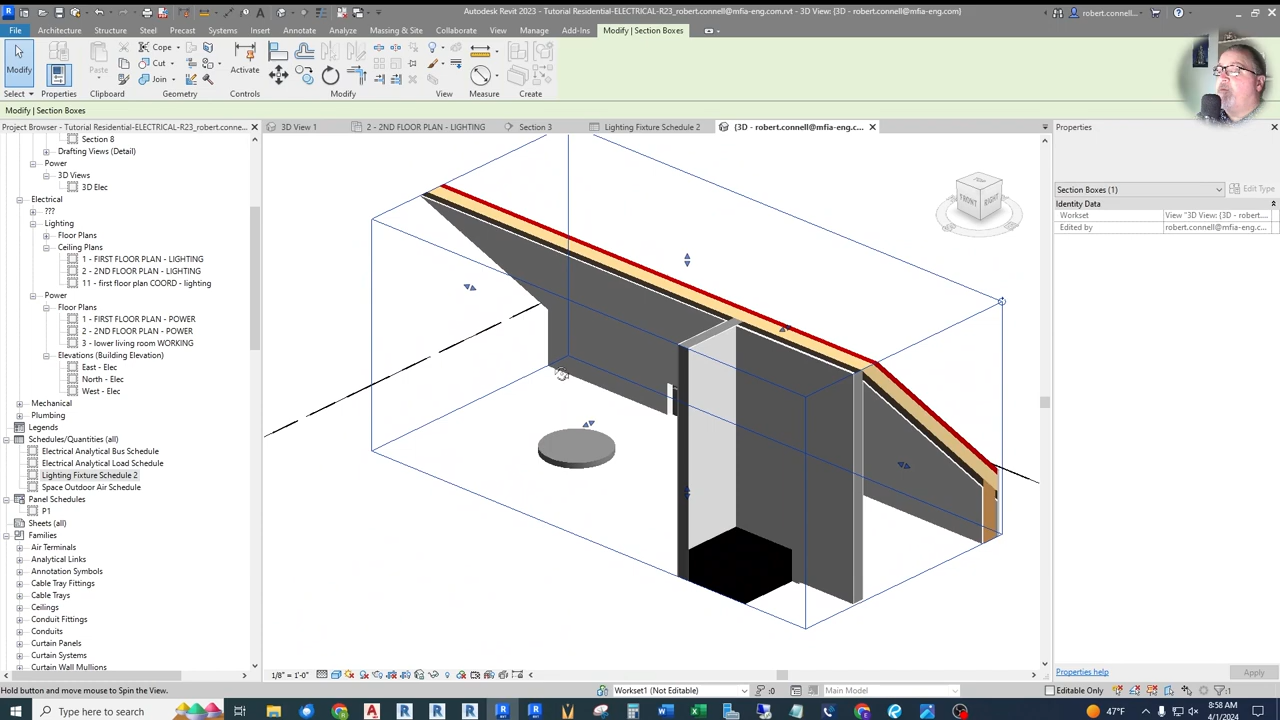 Autodesk Revit 2023 - Tutorial Residential-ELECTRICAL-R23_robert.connell@mfia-eng.com.rvt - 3D View: {3D - robert.connell@mfia-eng.com}
robert.connell...
File Architecture Structure Steel Precast Systems Insert Annotate Analyze Massing & Site Collaborate View Manage Add-Ins Modify | Section Boxes
Modify
Paste
Cope
Cut
Join
Activate
Select Properties Clipboard Geometry Controls Modify View Measure Create
Modify | Section Boxes
Project Browser - Tutorial Residential-ELECTRICAL-R23_robert.conne...
3D View 1
2 - 2ND FLOOR PLAN - LIGHTING
Section 3
Lighting Fixture Schedule 2
{3D - robert.connell@mfia-eng.c...
Properties
Section 8
Drafting Views (Detail)
Power
3D Views
3D Elec
Electrical
???
Lighting
Floor Plans
Ceiling Plans
1 - FIRST FLOOR PLAN - LIGHTING
2 - 2ND FLOOR PLAN - LIGHTING
11 - first floor plan COORD - lighting
Power
Floor Plans
1 - FIRST FLOOR PLAN - POWER
2 - 2ND FLOOR PLAN - POWER
3 - lower living room WORKING
Elevations (Building Elevation)
East - Elec
North - Elec
West - Elec
Mechanical
Plumbing
Legends
Schedules/Quantities (all)
Electrical Analytical Bus Schedule
Electrical Analytical Load Schedule
Lighting Fixture Schedule 2
Space Outdoor Air Schedule
Panel Schedules
P1
Sheets (all)
Families
Air Terminals
Analytical Links
Annotation Symbols
Cable Tray Fittings
Cable Trays
Ceilings
Conduit Fittings
Conduits
Curtain Panels
Curtain Systems
Curtain Wall Mullions
TOP
FRONT
RIGHT
Section Boxes (1)
Edit Type
Identity Data
Workset View "3D View: {3D - robert...
Edited by robert.connell@mfia-eng....
Properties help
Apply
1/8" = 1'-0"
Hold button and move mouse to Spin the View.
Workset1 (Not Editable)
:0
Main Model
Editable Only
:1
Type here to search
47°F
8:58 AM
4/1/2024